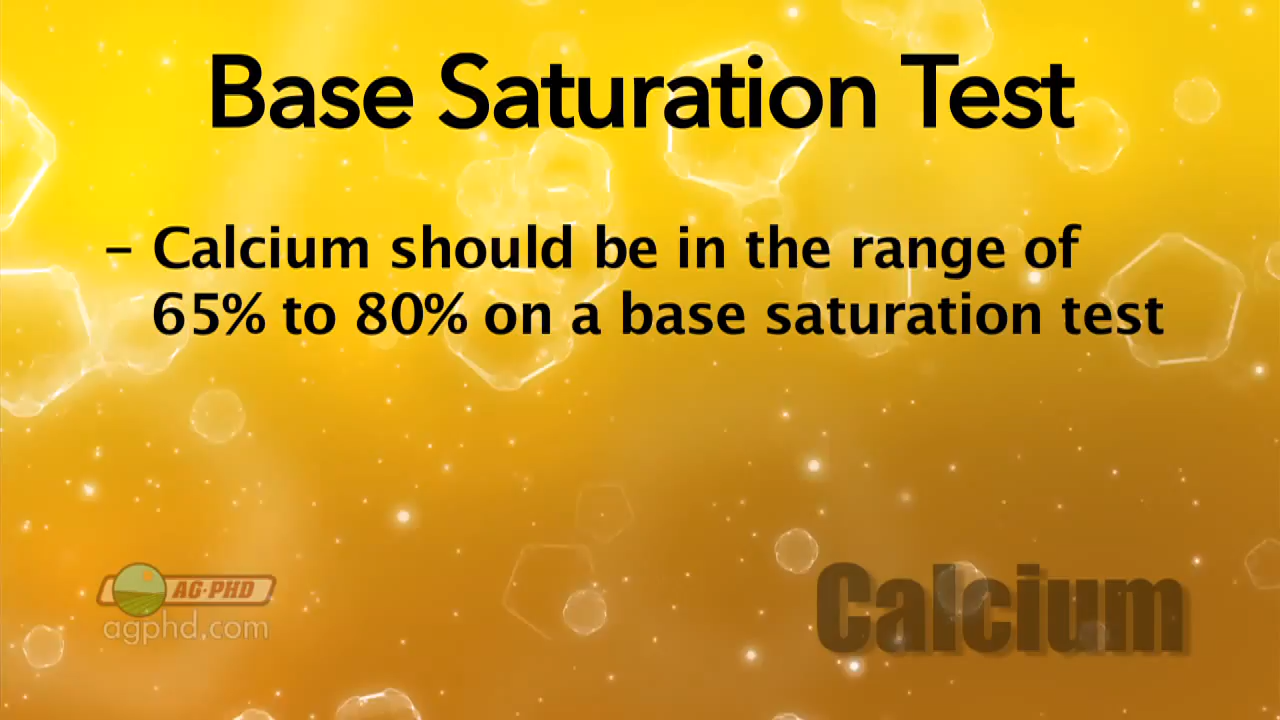 Base Saturation Test
– Calcium should be in the range of
65% to 80% on a base saturation test
AG·PHD
agphd.com
Calcium